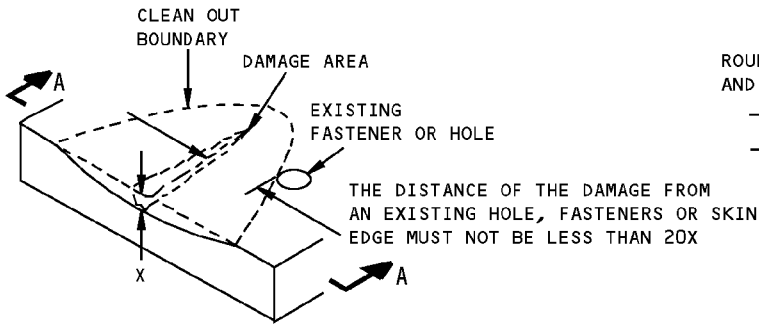 CLEAN OUT
BOUNDARY
DAMAGE AREA
A
EXISTING
FASTENER OR HOLE
THE DISTANCE OF THE DAMAGE FROM
AN EXISTING HOLE, FASTENERS OR SKIN
EDGE MUST NOT BE LESS THAN 20X
X
A
AND